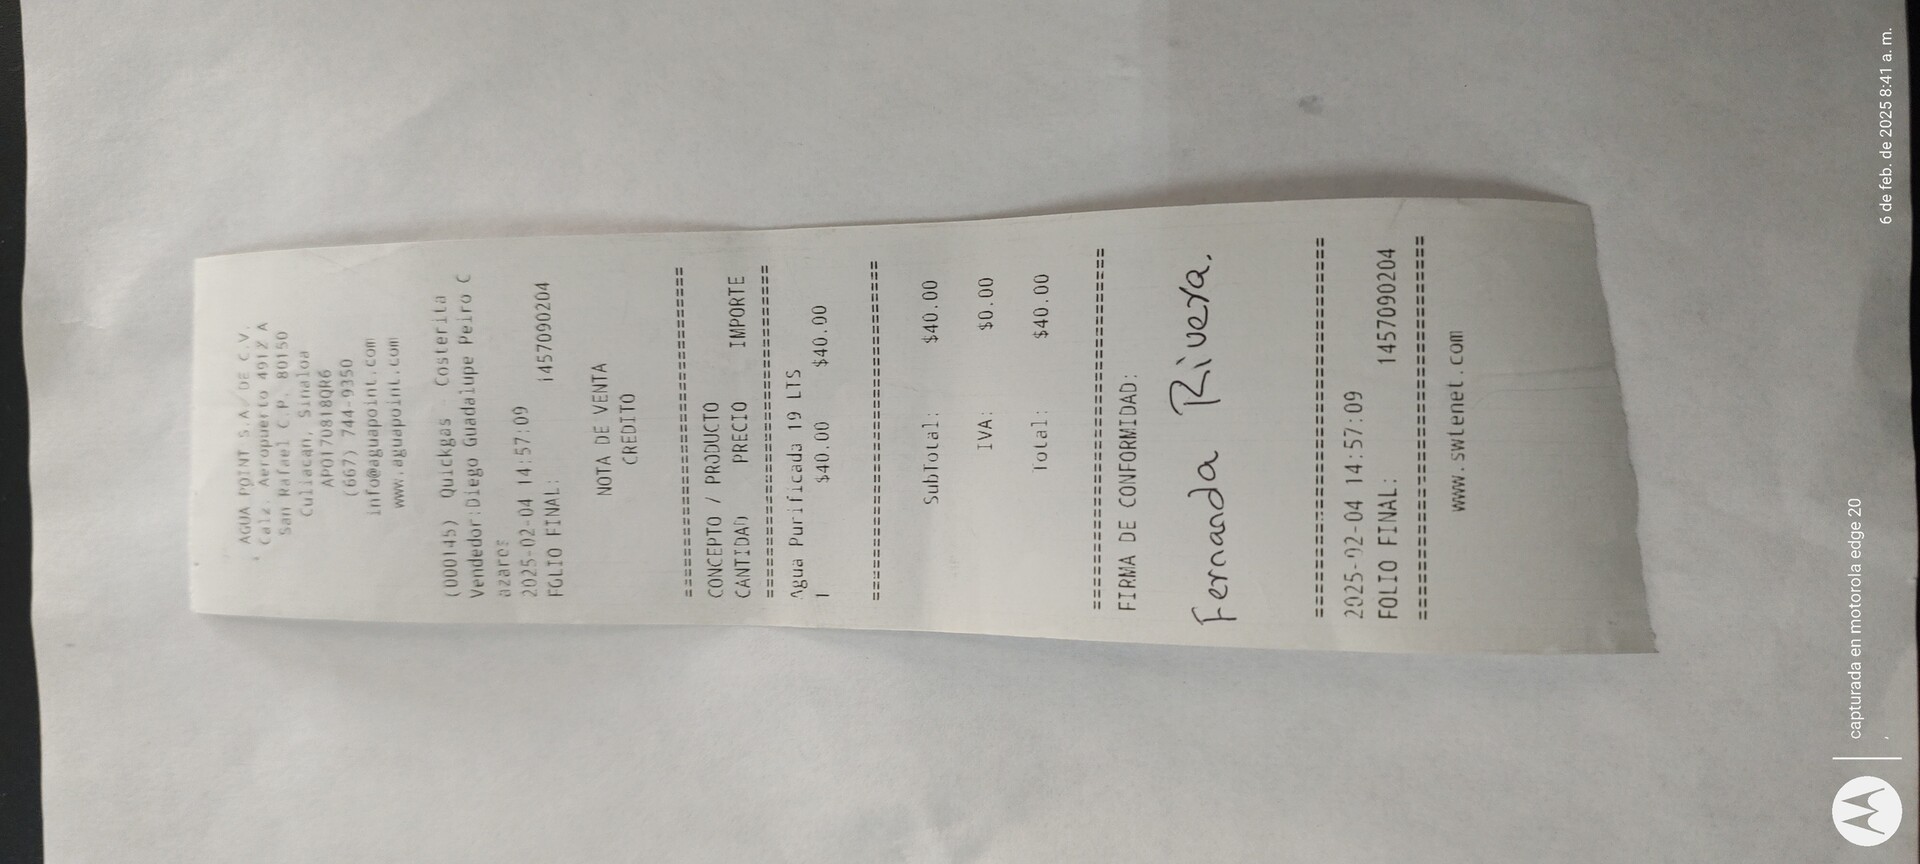 AGUA POINT S.A. DE C.V.
Calz. Aeropuerto 4912 A
San Rafael C.P. 80150
Culiacan, Sinaloa
APO170818QR6
(667) 744-9350
info@aguapoint.com
www.aguapoint.com
(000145) Quickgas - Costerita
Vendedor:Diego Guadalupe Peiro C
azares
2025-02-04 14:57:09
FOLIO FINAL: 1457090204
NOTA DE VENTA
CREDITO
================================
CONCEPTO / PRODUCTO
CANTIDAD PRECIO IMPORTE
================================
Agua Purificada 19 LTS
1 $40.00 $40.00
================================
SubTotal: $40.00
IVA: $0.00
Total: $40.00
================================
FIRMA DE CONFORMIDAD:
Fernanda Rivera.
================================
2025-02-04 14:57:09
FOLIO FINAL: 1457090204
================================
www.swtenet.com
capturada en motorola edge 20
6 de feb. de 2025 8:41 a. m.